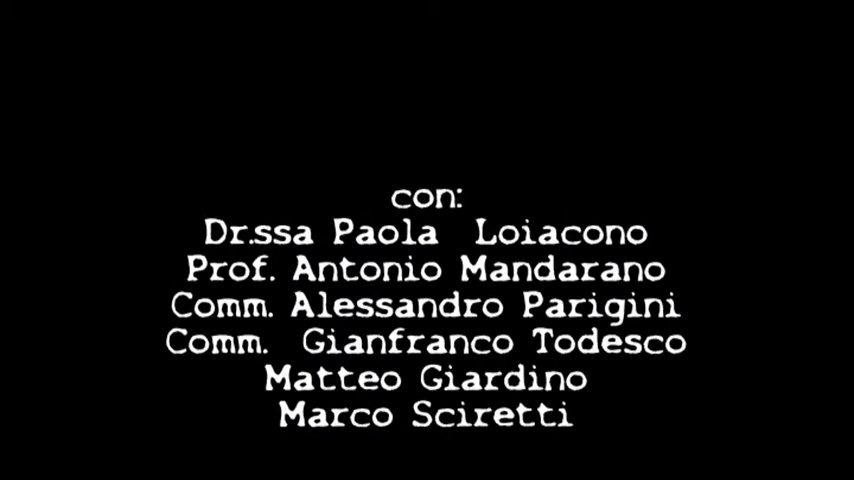 con:
Dr.ssa Paola Loiacono
Prof. Antonio Mandarano
Comm. Alessandro Parigini
Comm. Gianfranco Todesco
Matteo Giardino
Marco Sciretti